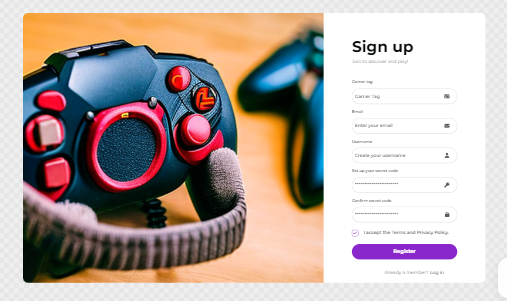 Sign up
Join to discover and play!
Gamer tag
Gamer Tag
Email
Enter your email
Username
Create your username
Set up your secret code
Confirm secret code
I accept the Terms and Privacy Policy.
Register
Already a member? Log in